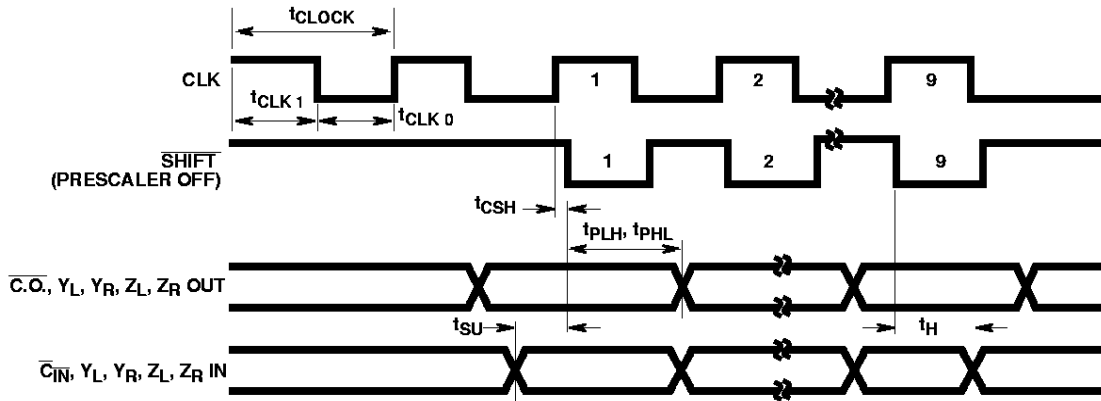 tCLOCK
CLK
1
2
9
tCLK 1
tCLK 0
SHIFT
(PRESCALER OFF)
1
2
9
tCSH
tPLH, tPHL
C.O., YL, YR, ZL, ZR OUT
tSU
tH
CIN, YL, YR, ZL, ZR IN